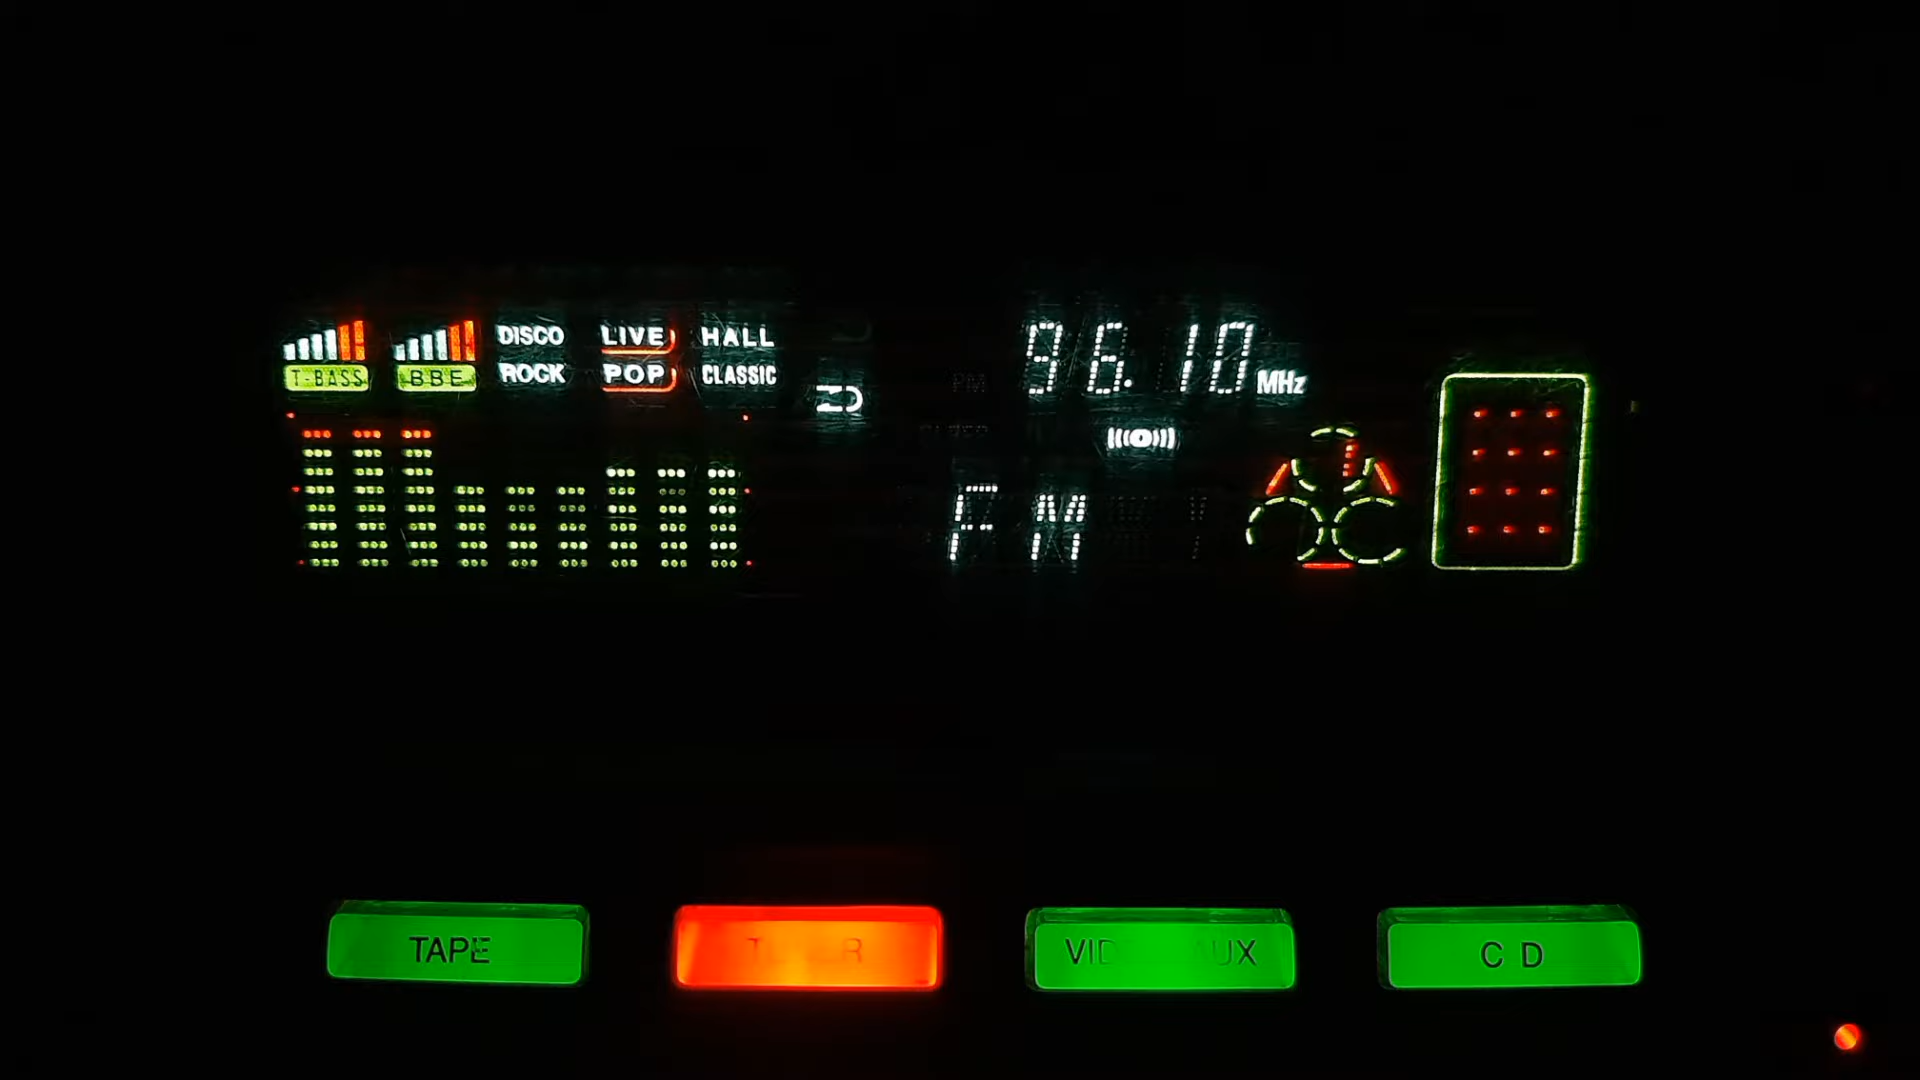 DISCO LIVE HALL
T-BASS BBE ROCK POP CLASSIC
96.10 MHz
FM
TAPE
CD